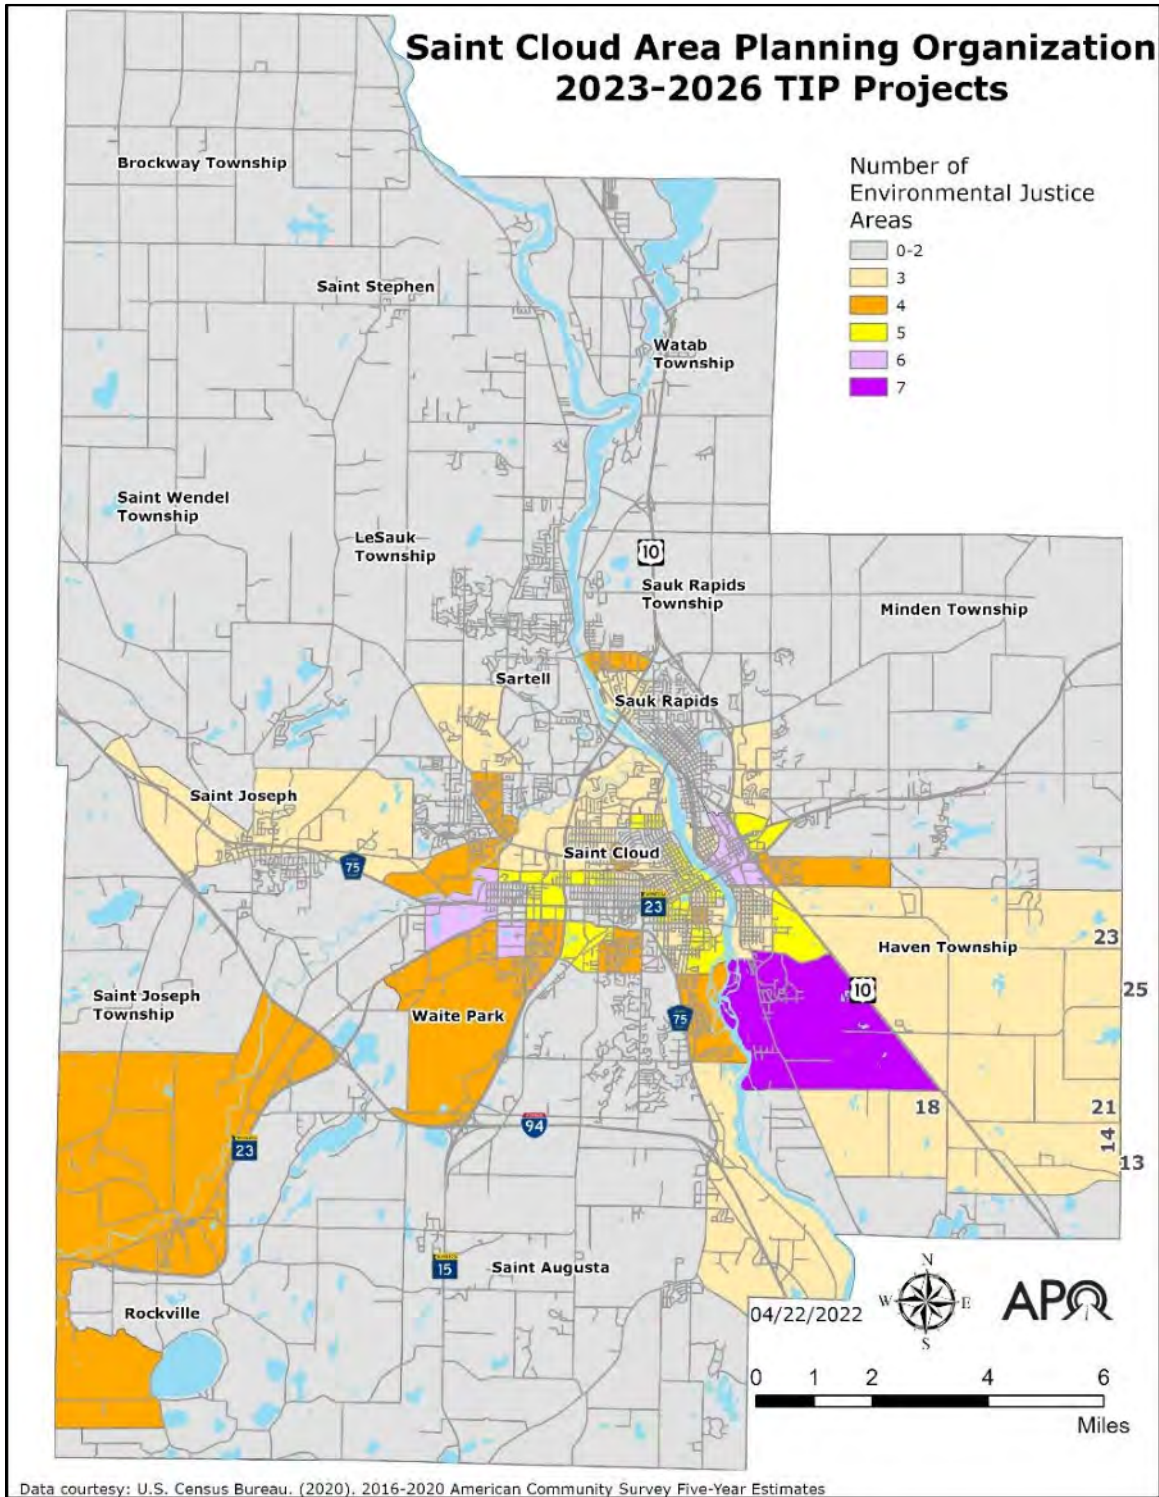 Saint Cloud Area Planning Organization
2023-2026 TIP Projects
Number of
Environmental Justice
Areas
0-2
3
4
5
6
7
Brockway Township
Saint Stephen
Watab
Township
Saint Wendel
Township
LeSauk
Township
10
Sauk Rapids
Township
Minden Township
Sartell
Sauk Rapids
Saint Joseph
75
Saint Cloud
23
Haven Township
23
25
10
Saint Joseph
Township
Waite Park
75
18
21
14
13
94
23
15
Saint Augusta
Rockville
04/22/2022
N
W
E
S
APO
0
1
2
4
6
Miles
Data courtesy: U.S. Census Bureau. (2020). 2016-2020 American Community Survey Five-Year Estimates